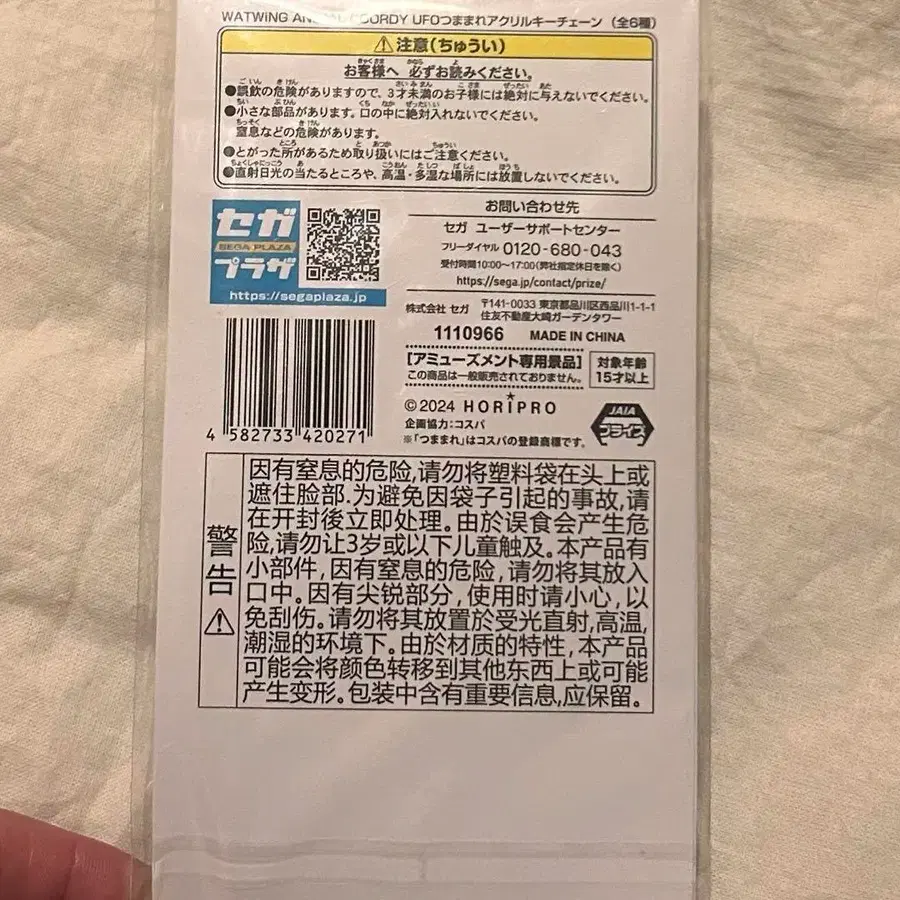 WATWING ANIMAL COORDY UFOつままれアクリルキーチェーン（全6種）
⚠注意(ちゅうい)
お客様へ 必ずお読みください。
●誤飲の危険がありますので、3才未満のお子様には絶対に与えないでください。
●小さな部品があります。口の中に絶対入れないでください。
窒息などの危険があります。
●とがった所があるため取り扱いにはご注意ください。
●直射日光の当たるところや、高温・多湿な場所には放置しないでください。
セガ
SEGA PLAZA
プラザ
https://segaplaza.jp
お問い合わせ先
セガ ユーザーサポートセンター
フリーダイヤル 0120-680-043
受付時間10:00〜17:00(弊社指定休日を除く)
https://sega.jp/contact/prize/
株式会社 セガ 〒141-0033 東京都品川区西品川1-1-1
住友不動産大崎ガーデンタワー
1110966 MADE IN CHINA
[アミューズメント専用景品]
この商品は一般販売されておりません。
対象年齢
15才以上
©2024 HORIPRO
企画協力：コスパ
※「つままれ」はコスパの登録商標です。
JAIA
プライズ
4 582733 420271
警告⚠
因有窒息的危险,请勿将塑料袋在头上或
遮住脸部.为避免因袋子引起的事故,请
在开封後立即处理。由於误食会产生危
险,请勿让3岁或以下儿童触及。本产品有
小部件,因有窒息的危险,请勿将其放入
口中。因有尖锐部分,使用时请小心,以
免刮伤。请勿将其放置於受光直射,高温,
潮湿的环境下。由於材质的特性,本产品
可能会将颜色转移到其他东西上或可能
产生变形。包装中含有重要信息,应保留。